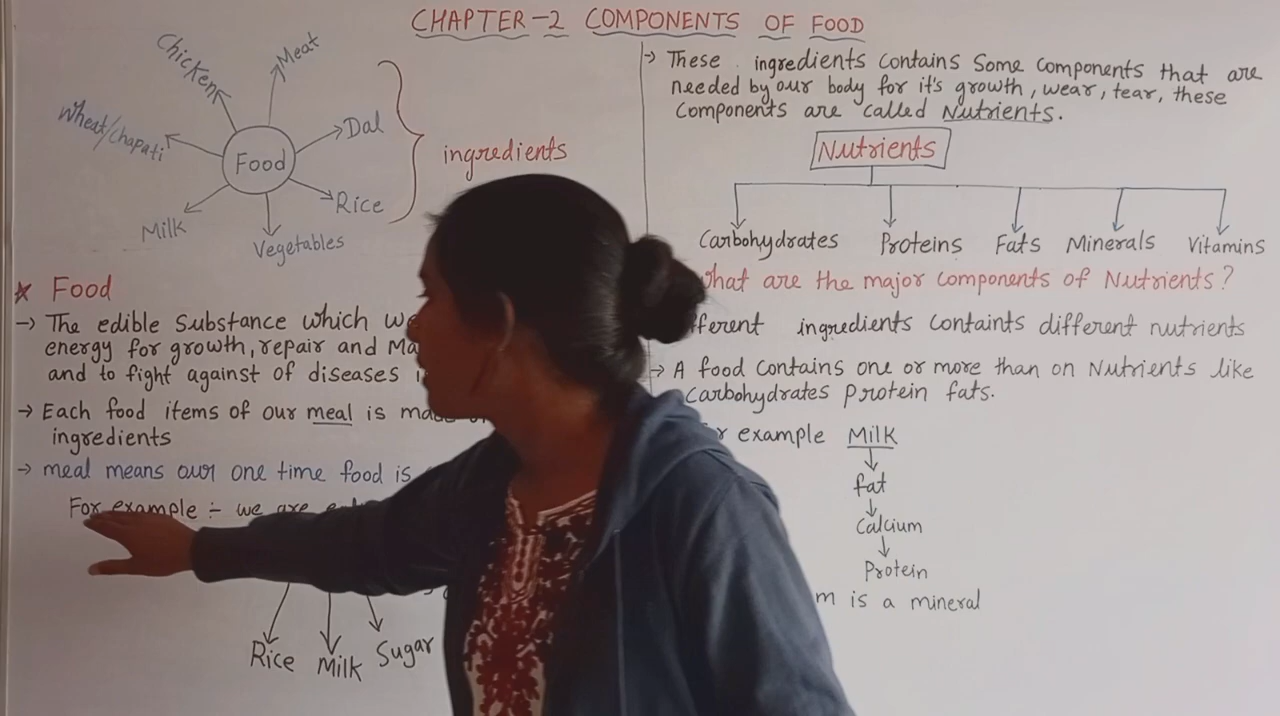 CHAPTER-2 COMPONENTS OF FOOD
Chicken
Meat
Wheat/chapati
Dal
Food
ingredients
Rice
Milk
Vegetables
* Food
→ The edible Substance which we
energy for growth, repair and
and to fight against of diseases
→ Each food items of our meal is
ingredients
→ meal means our one time food is
For example :- we are
Rice Milk Sugar
→ These ingredients contains Some Components that are
needed by our body for it's growth, wear, tear, these
Components are called Nutrients.
Nutrients
Carbohydrates Proteins Fats Minerals Vitamins
What are the major components of Nutrients?
ingredients Containts different nutrients
→ A food Contains one or more than on Nutrients like
Carbohydrates protein fats.
example Milk
fat
Calcium
Protein
is a mineral